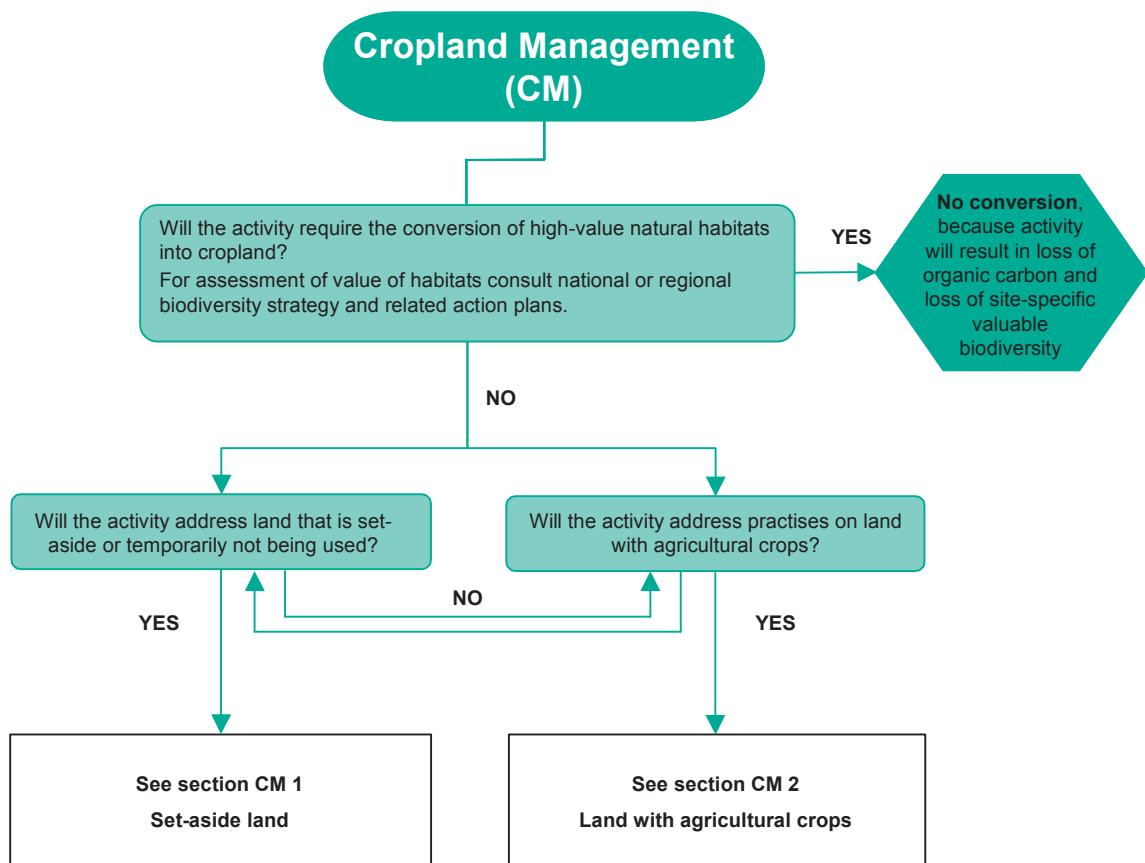 Cropland Management
(CM)
Will the activity require the conversion of high-value natural habitats
into cropland?
For assessment of value of habitats consult national or regional
biodiversity strategy and related action plans.
YES
No conversion,
because activity
will result in loss of
organic carbon and
loss of site-specific
valuable
biodiversity
NO
Will the activity address land that is set-
aside or temporarily not being used?
Will the activity address practises on land
with agricultural crops?
NO
YES
YES
See section CM 1
Set-aside land
See section CM 2
Land with agricultural crops